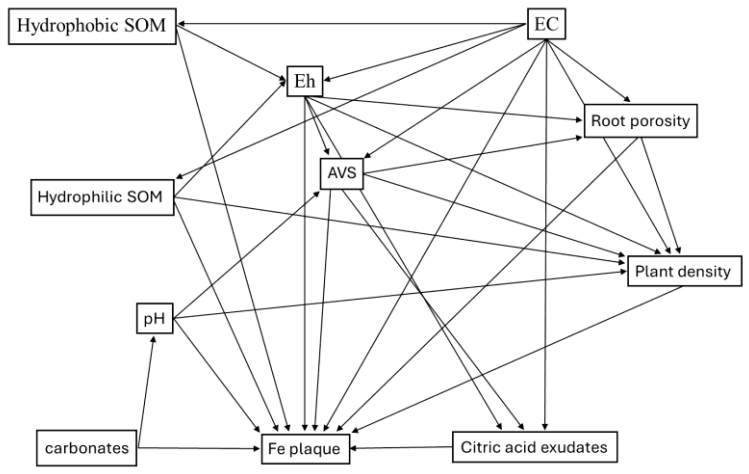 Hydrophobic SOM
EC
Eh
Root porosity
AVS
Hydrophilic SOM
Plant density
pH
carbonates
Fe plaque
Citric acid exudates